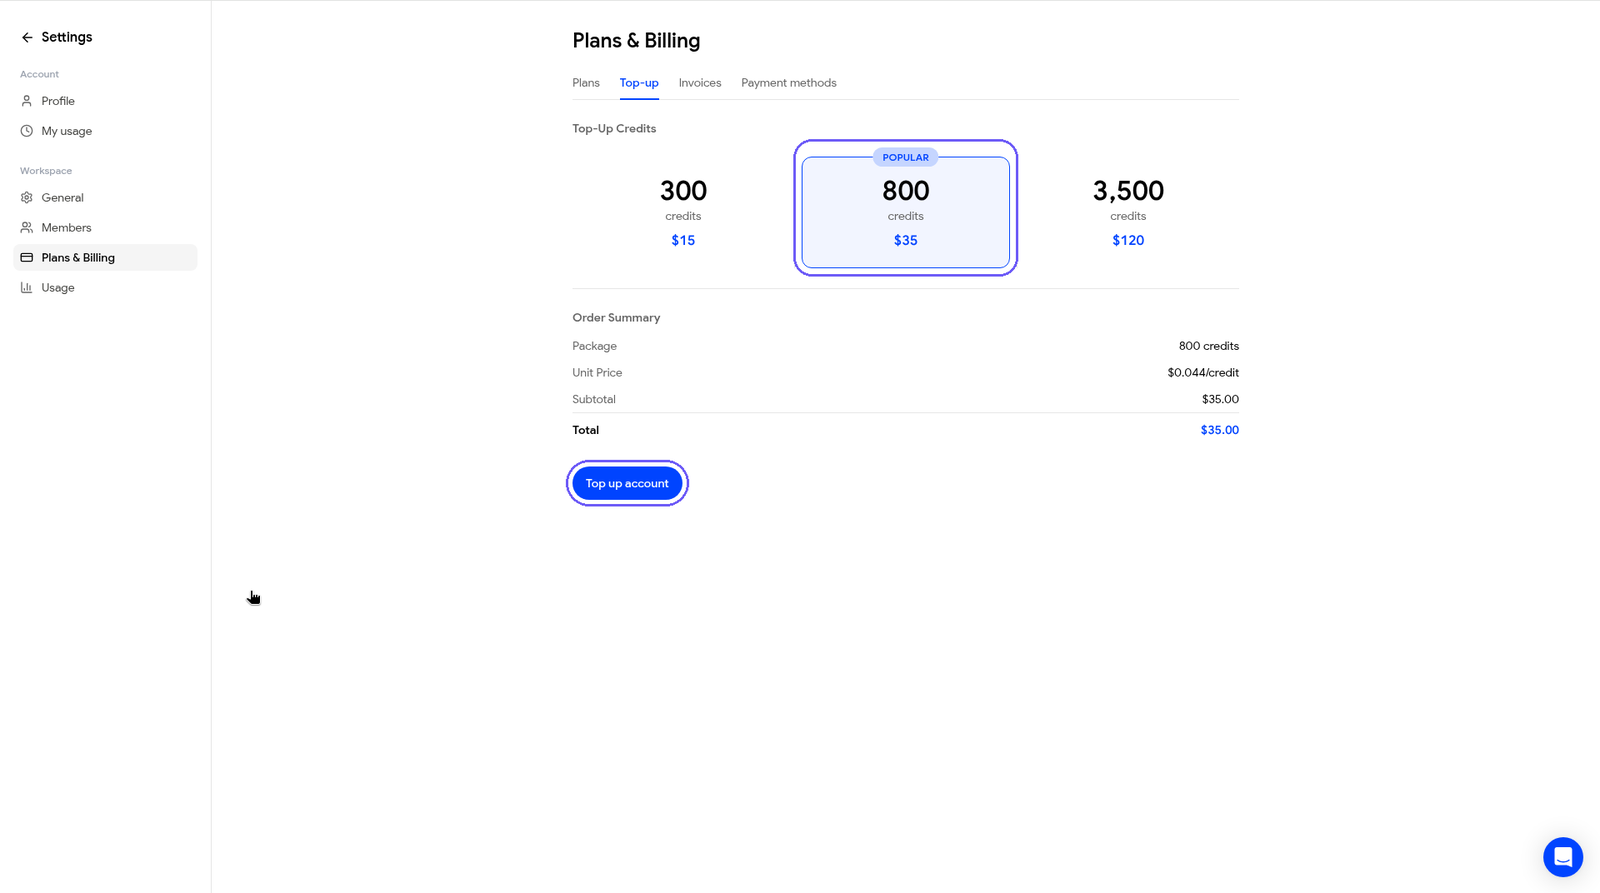 Settings
Account
Profile
My usage
Workspace
General
Members
Plans & Billing
Usage
Plans & Billing
Plans Top-up Invoices Payment methods
Top-Up Credits
POPULAR
300 800 3,500
credits credits credits
$15 $35 $120
Order Summary
Package 800 credits
Unit Price $0.044/credit
Subtotal $35.00
Total $35.00
Top up account